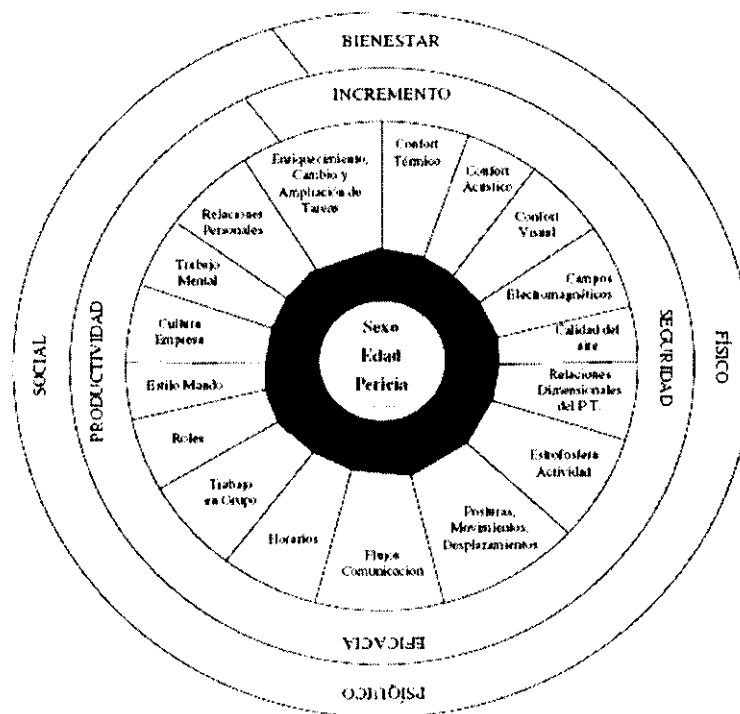 BIENESTAR
INCREMENTO
Confort
Térmico
Confort
Acústico
Confort
Visual
Campos
Electromagnéticos
Calidad del
aire
Relaciones
Dimensionales
del P.T.
Estrofosfera
Actividad
Posturas,
Movimientos,
Desplazamientos
Flujos
Comunicación
Horarios
Trabajo
en Grupo
Roles
Estilo Mando
Cultura
Empresa
Trabajo
Mental
Relaciones
Personales
Enriquecimiento,
Cambio y
Ampliación de
Tareas
Sexo
Edad
Pericia
SEGURIDAD
FÍSICO
EFICACIA
PSÍQUICO
PRODUCTIVIDAD
SOCIAL